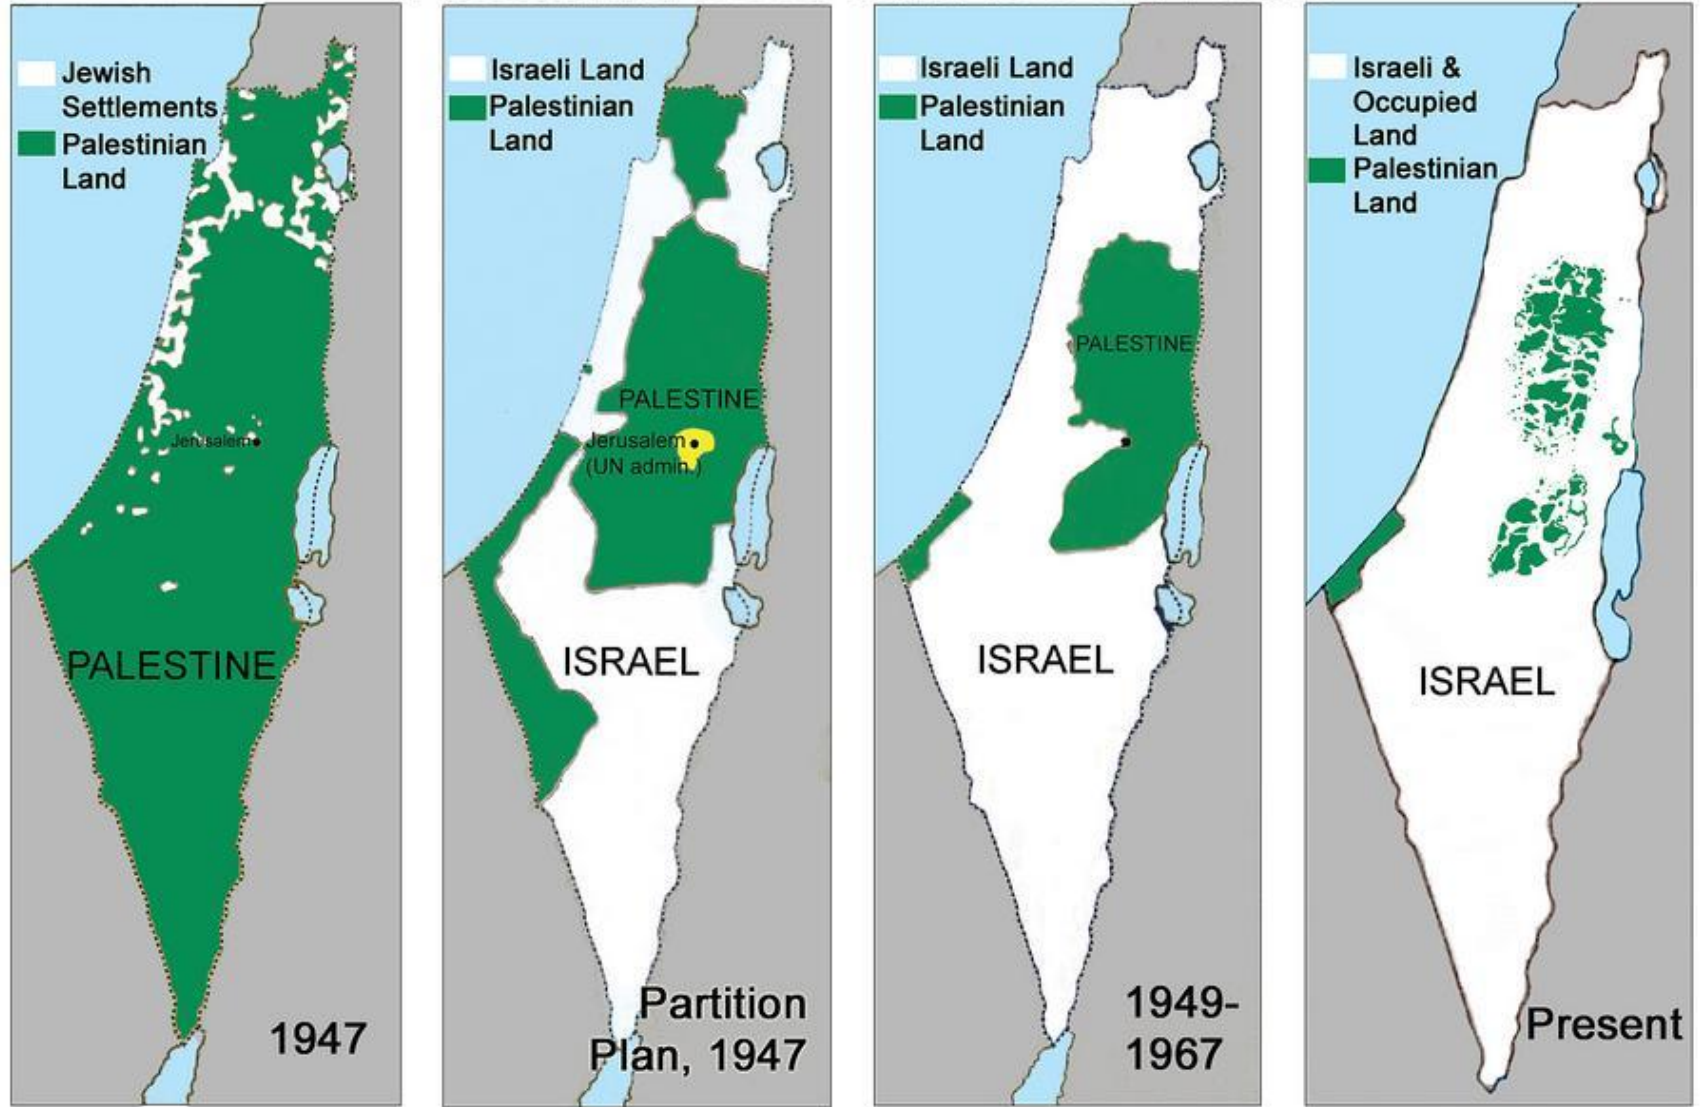 Jewish
Settlements
Palestinian
Land
Jerusalem
PALESTINE
1947
Israeli Land
Palestinian
Land
PALESTINE
Jerusalem
(UN admin.)
ISRAEL
Partition
Plan, 1947
Israeli Land
Palestinian
Land
PALESTINE
ISRAEL
1949-
1967
Israeli &
Occupied
Land
Palestinian
Land
ISRAEL
Present